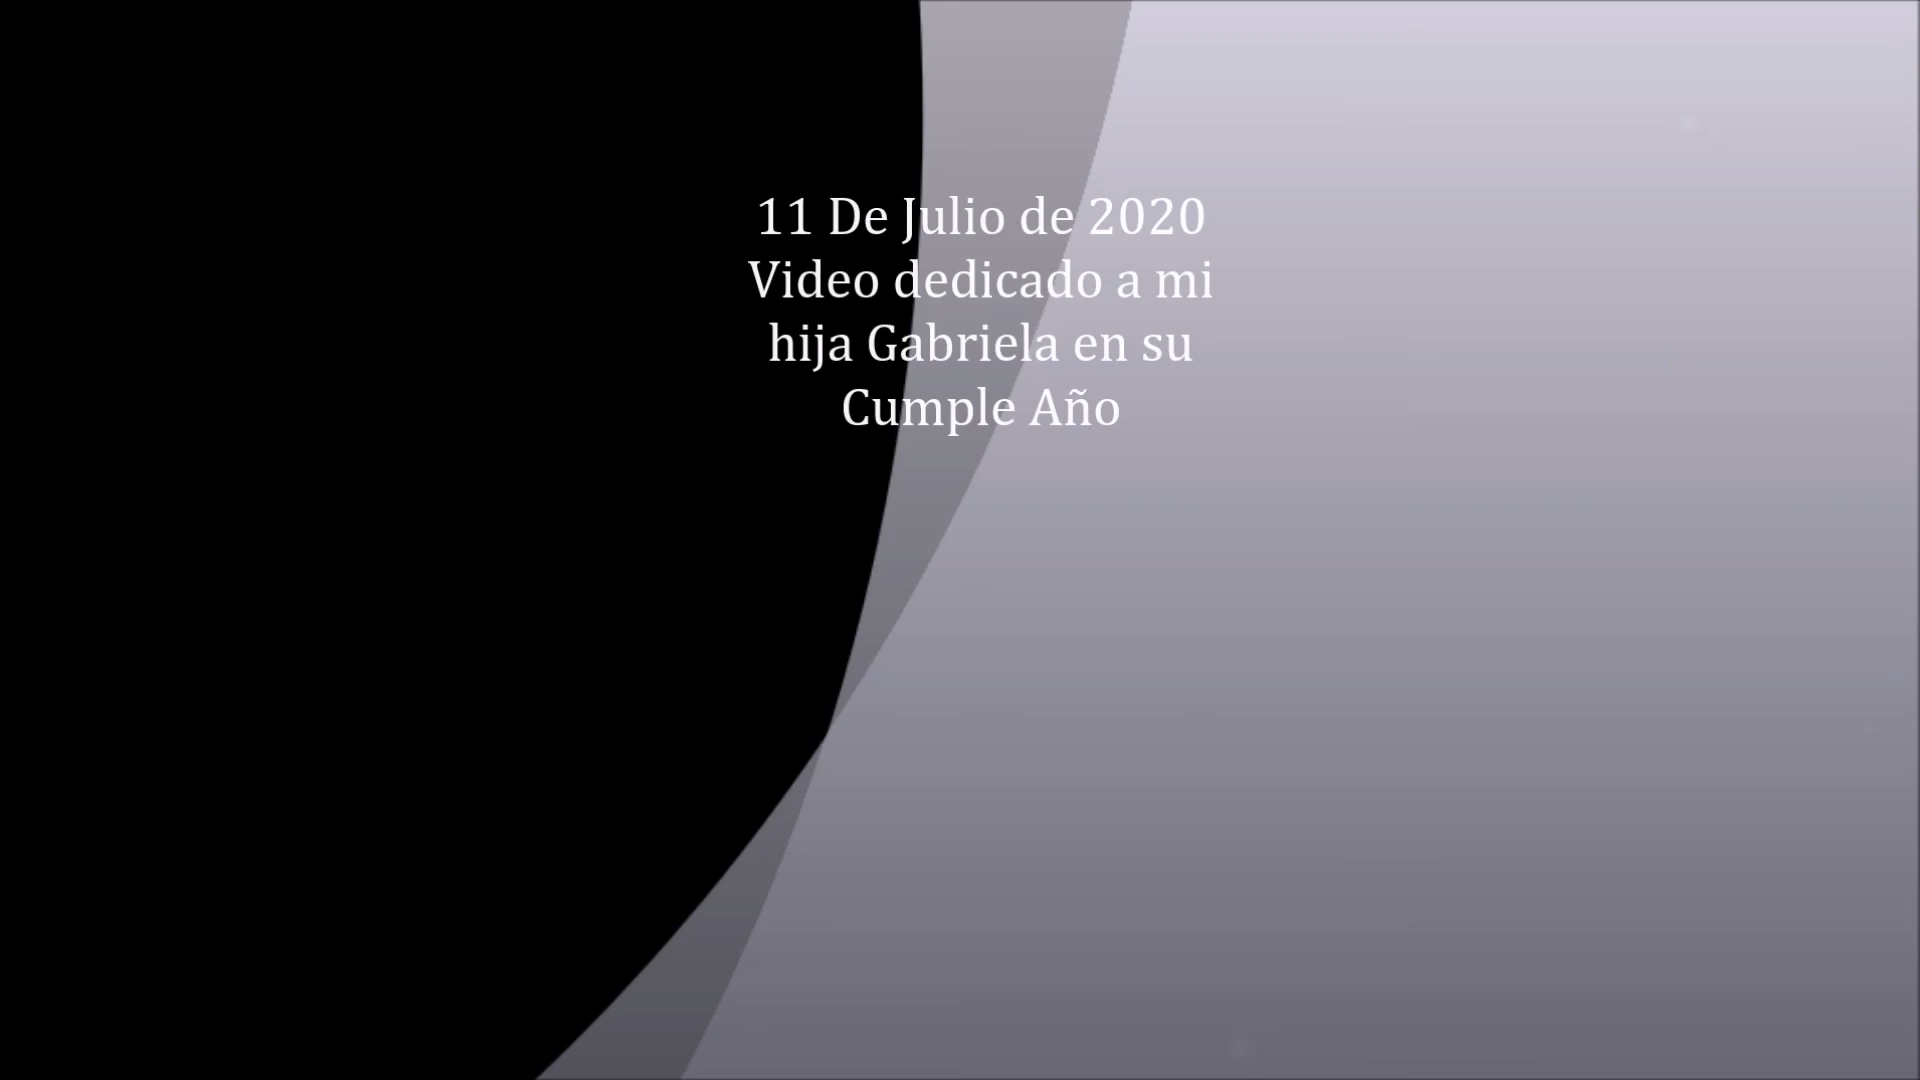 11 De Julio de 2020
Video dedicado a mi
hija Gabriela en su
Cumple Año